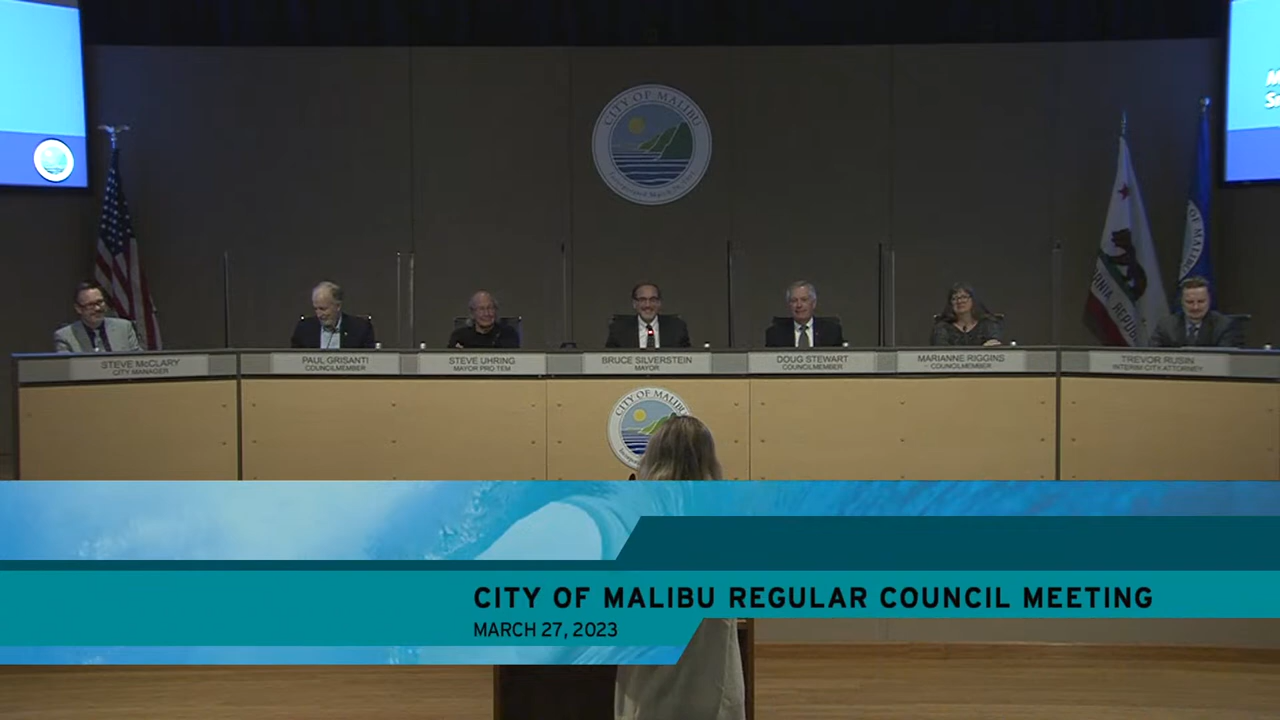 CITY OF MALIBU
STEVE McCLARY
CITY MANAGER
PAUL GRISANTI
COUNCILMEMBER
STEVE UHRING
MAYOR PRO TEM
BRUCE SILVERSTEIN
MAYOR
DOUG STEWART
COUNCILMEMBER
MARIANNE RIGGINS
COUNCILMEMBER
TREVOR RUSIN
INTERIM CITY ATTORNEY
CITY OF MALIBU
CITY OF MALIBU REGULAR COUNCIL MEETING
MARCH 27, 2023